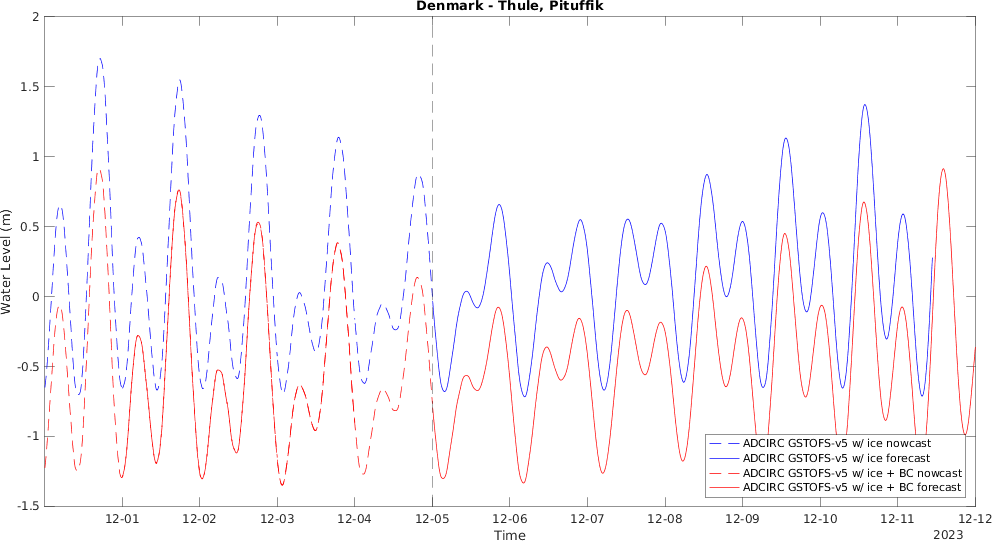 Denmark - Thule, Pituffik
2
1.5
1
0.5
0
-0.5
-1
-1.5
Water Level (m)
ADCIRC GSTOFS-v5 w/ ice nowcast
ADCIRC GSTOFS-v5 w/ ice forecast
ADCIRC GSTOFS-v5 w/ ice + BC nowcast
ADCIRC GSTOFS-v5 w/ ice + BC forecast
12-01 12-02 12-03 12-04 12-05 12-06 12-07 12-08 12-09 12-10 12-11 12-12
Time
2023